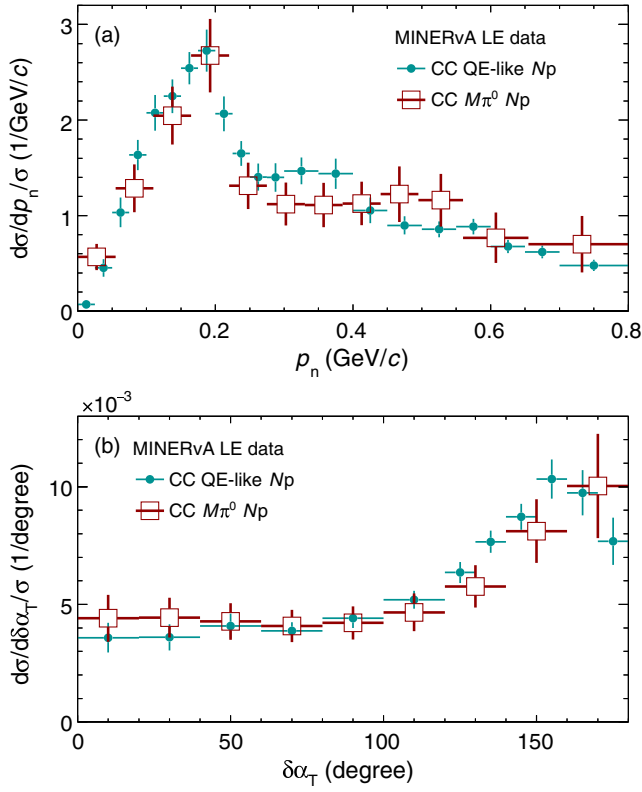 (a)
MINERvA LE data
CC QE-like Np
CC Mπ⁰ Np
dσ/dpₙ/σ (1/GeV/c)
3
2
1
0
0 0.2 0.4 0.6 0.8
pₙ (GeV/c)
×10⁻³
(b)
MINERvA LE data
CC QE-like Np
CC Mπ⁰ Np
dσ/dδα_T/σ (1/degree)
10
5
0
0 50 100 150
δα_T (degree)